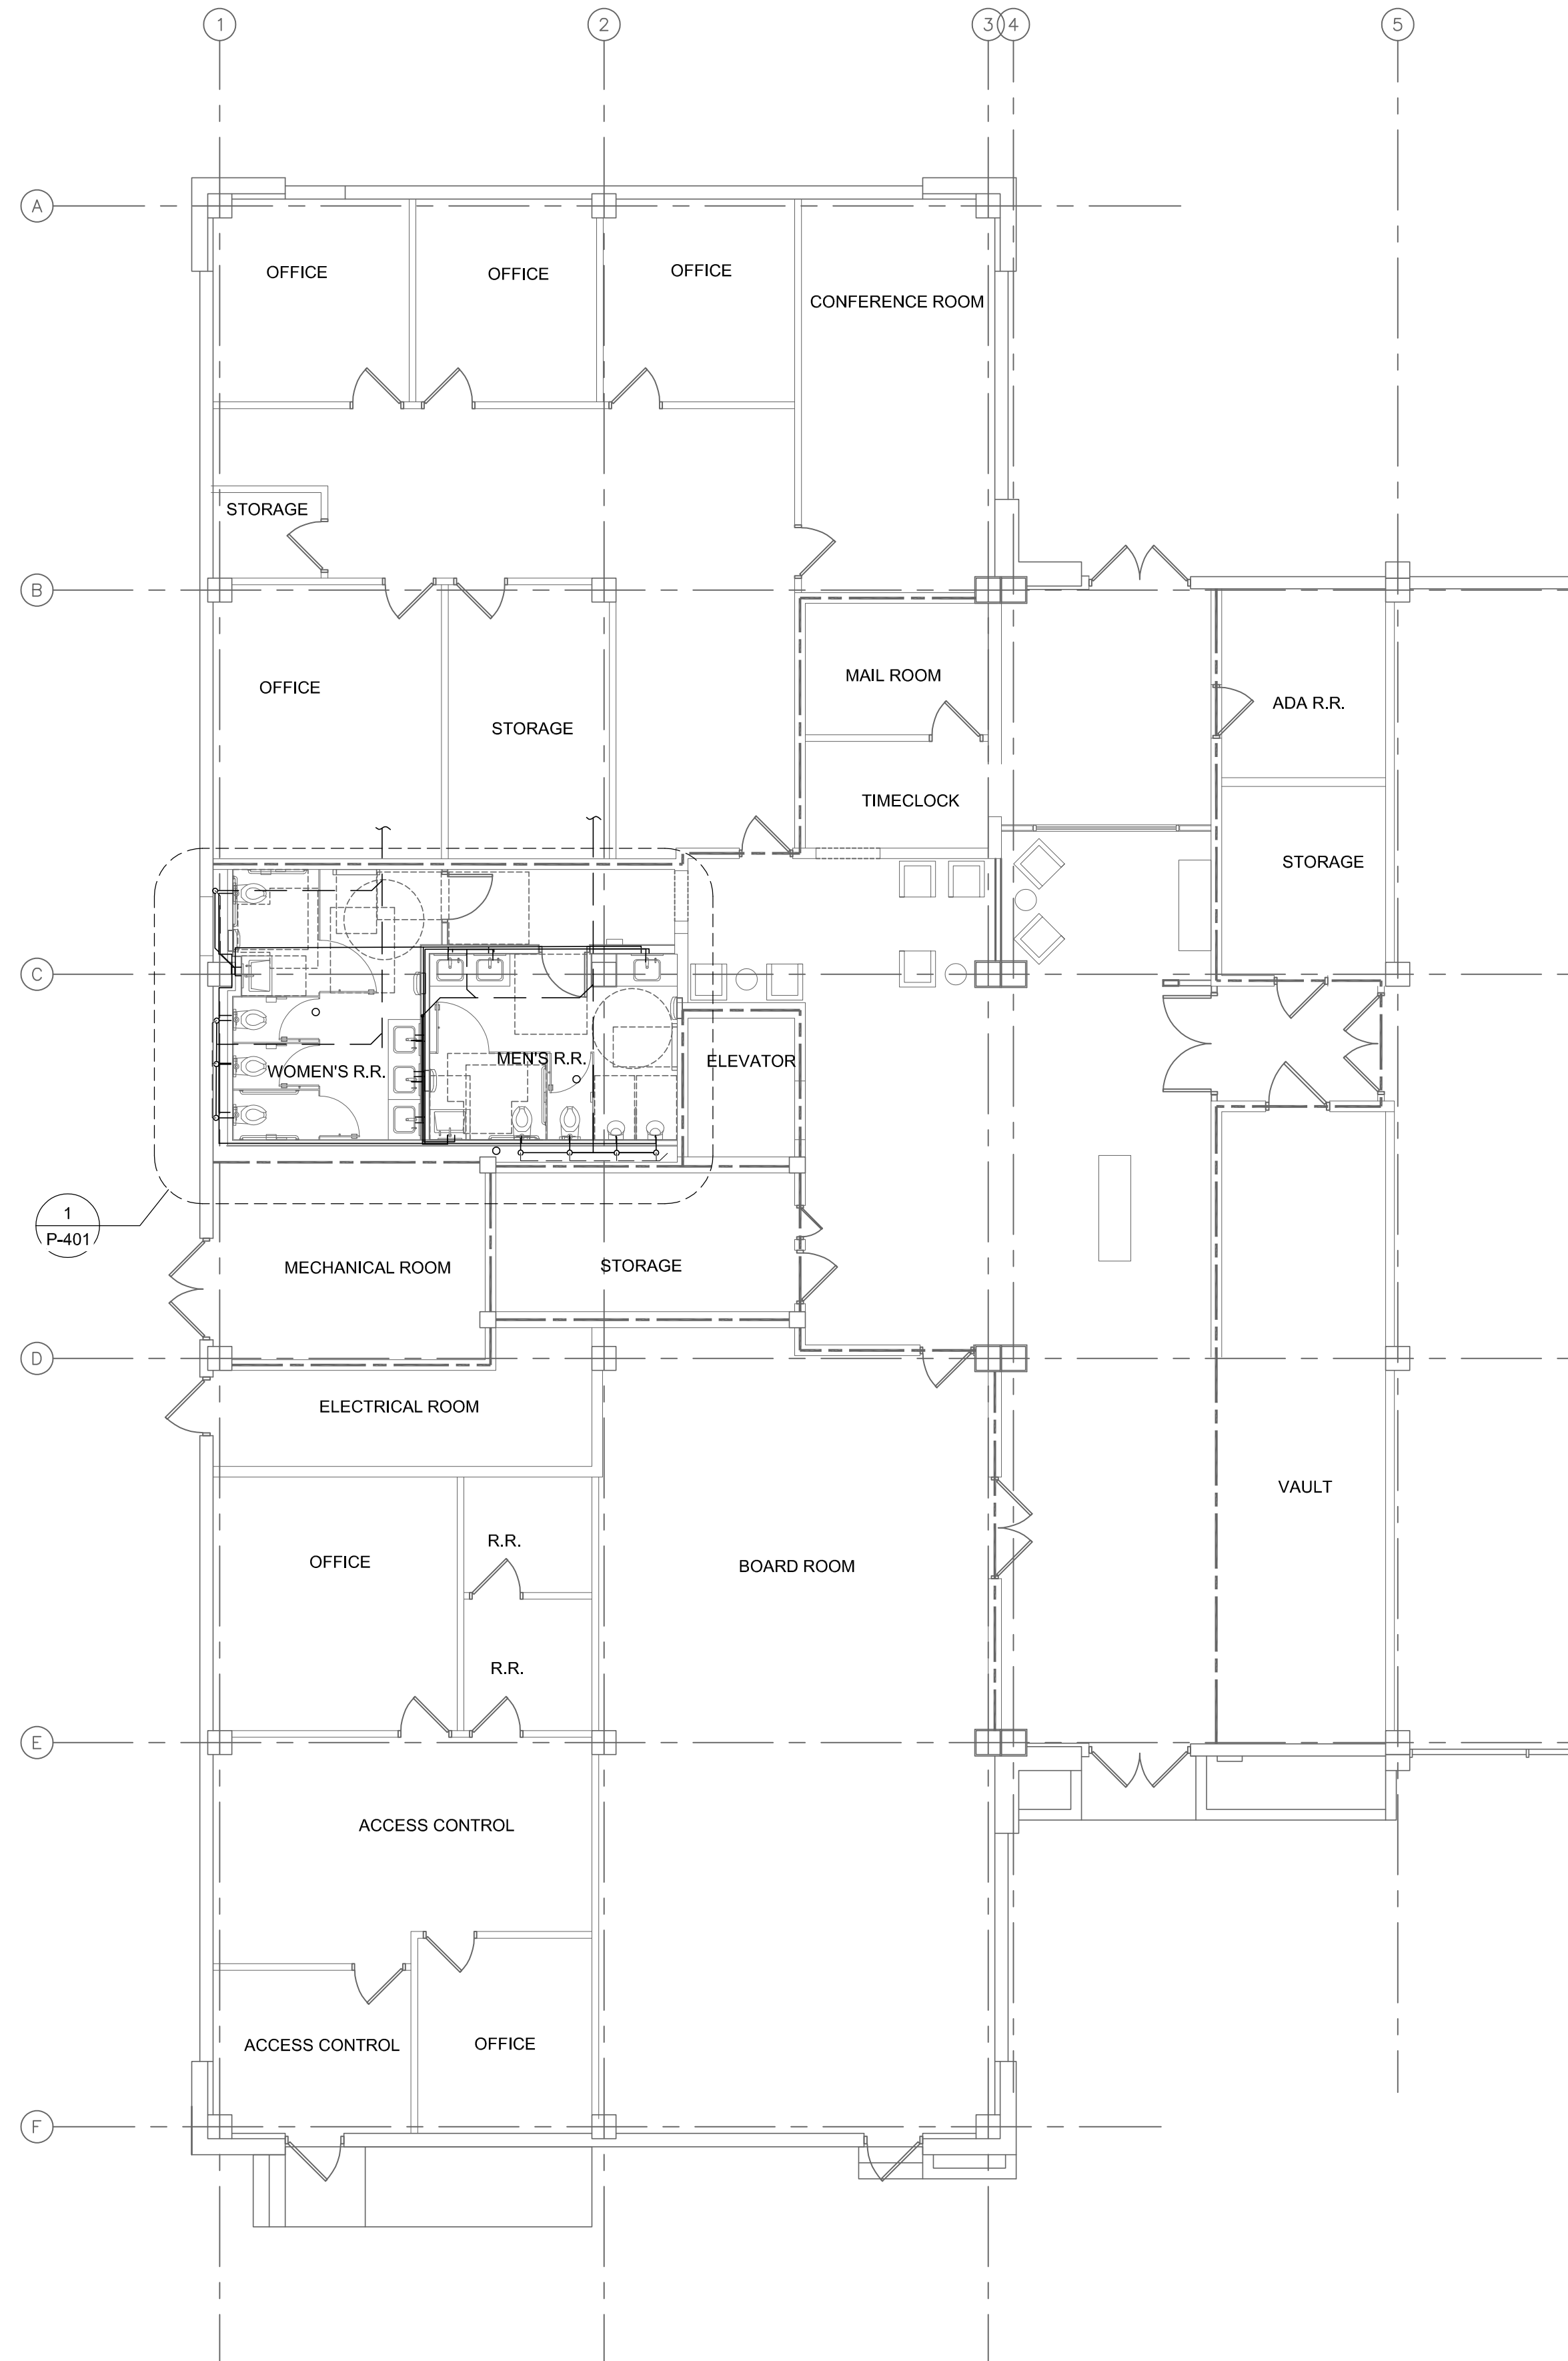 1
2
3
4
5
A
OFFICE
OFFICE
OFFICE
CONFERENCE ROOM
STORAGE
B
OFFICE
STORAGE
MAIL ROOM
ADA R.R.
TIMECLOCK
STORAGE
C
WOMEN'S R.R.
MEN'S R.R.
ELEVATOR
1
P-401
MECHANICAL ROOM
STORAGE
D
ELECTRICAL ROOM
VAULT
OFFICE
R.R.
BOARD ROOM
R.R.
E
ACCESS CONTROL
ACCESS CONTROL
OFFICE
F